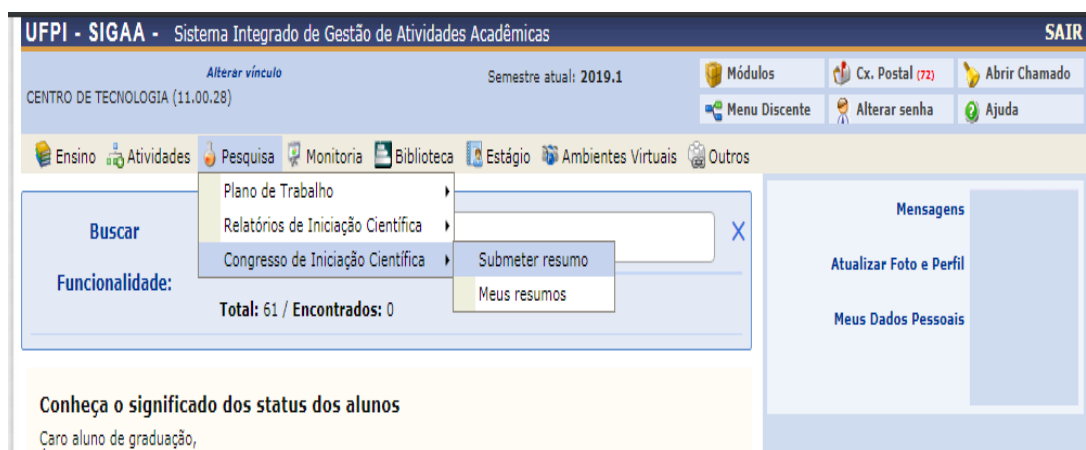 UFPI - SIGAA - Sistema Integrado de Gestão de Atividades Acadêmicas SAIR
Alterar vínculo
Semestre atual: 2019.1
CENTRO DE TECNOLOGIA (11.00.28)
Módulos Cx. Postal (72) Abrir Chamado
Menu Discente Alterar senha Ajuda
Ensino Atividades Pesquisa Monitoria Biblioteca Estágio Ambientes Virtuais Outros
Plano de Trabalho
Relatórios de Iniciação Científica
Congresso de Iniciação Científica
Submeter resumo
Meus resumos
Buscar
Funcionalidade:
X
Total: 61 / Encontrados: 0
Mensagens
Atualizar Foto e Perfil
Meus Dados Pessoais
Conheça o significado dos status dos alunos
Caro aluno de graduação,